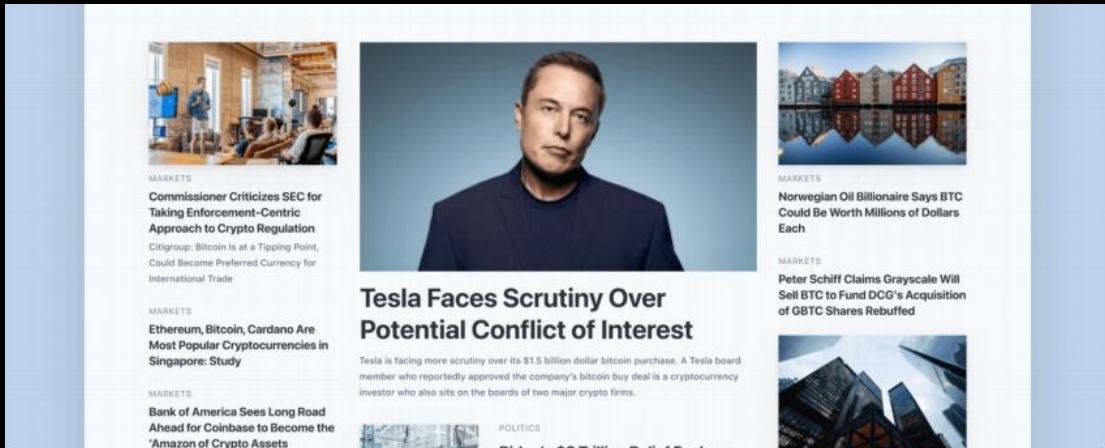 MARKETS
Commissioner Criticizes SEC for
Taking Enforcement-Centric
Approach to Crypto Regulation
Citigroup: Bitcoin Is at a Tipping Point,
Could Become Preferred Currency for
International Trade
MARKETS
Ethereum, Bitcoin, Cardano Are
Most Popular Cryptocurrencies in
Singapore: Study
MARKETS
Bank of America Sees Long Road
Ahead for Coinbase to Become the
'Amazon of Crypto Assets
Tesla Faces Scrutiny Over
Potential Conflict of Interest
Tesla is facing more scrutiny over its $1.5 billion dollar bitcoin purchase. A Tesla board
member who reportedly approved the company's bitcoin buy deal is a cryptocurrency
investor who also sits on the boards of two major crypto firms.
POLITICS
MARKETS
Norwegian Oil Billionaire Says BTC
Could Be Worth Millions of Dollars
Each
MARKETS
Peter Schiff Claims Grayscale Will
Sell BTC to Fund DCG's Acquisition
of GBTC Shares Rebuffed